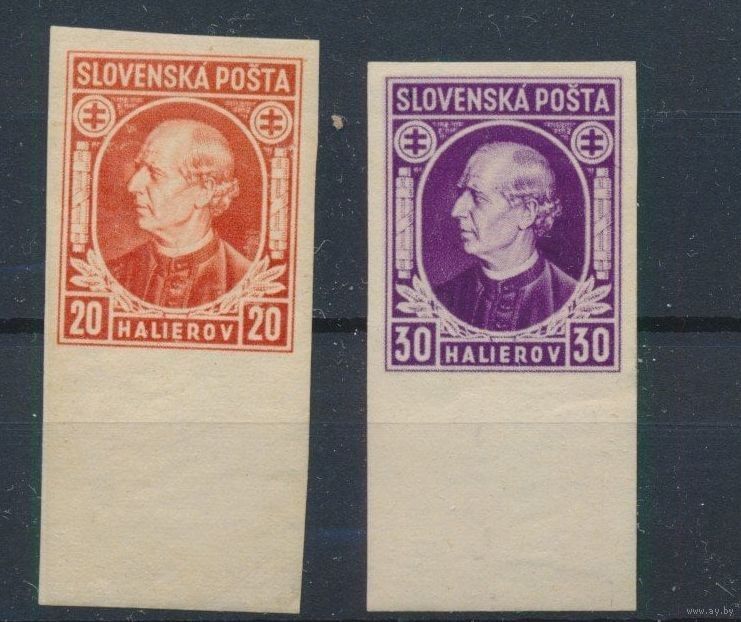 SLOVENSKÁ POŠTA
20 HALIEROV 20
SLOVENSKÁ POŠTA
30 HALIEROV 30
www.ay.by